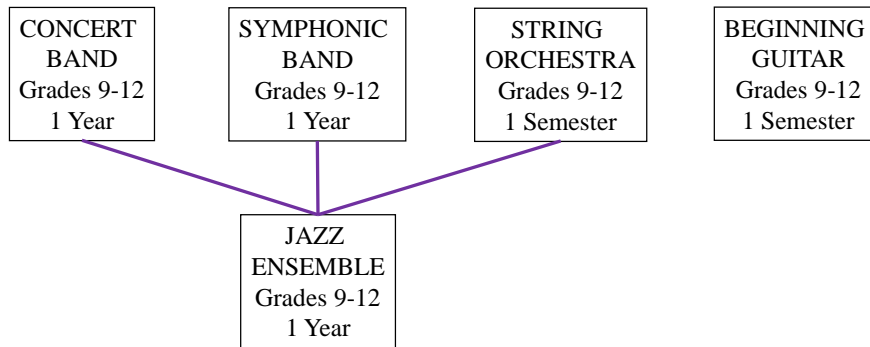 CONCERT
BAND
Grades 9-12
1 Year
SYMPHONIC
BAND
Grades 9-12
1 Year
STRING
ORCHESTRA
Grades 9-12
1 Semester
BEGINNING
GUITAR
Grades 9-12
1 Semester
JAZZ
ENSEMBLE
Grades 9-12
1 Year